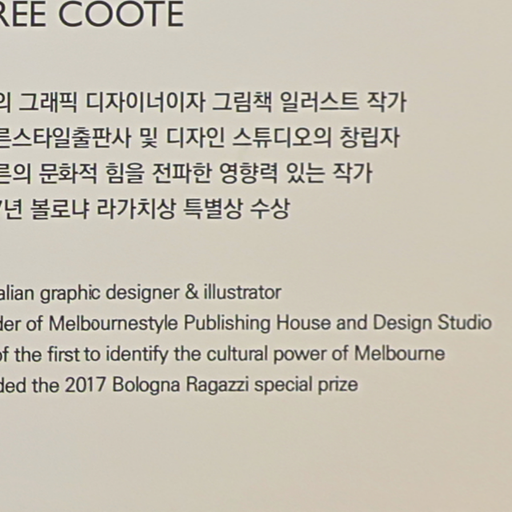 REE COOTE
의 그래픽 디자이너이자 그림책 일러스트 작가
른스타일출판사 및 디자인 스튜디오의 창립자
른의 문화적 힘을 전파한 영향력 있는 작가
년 볼로냐 라가치상 특별상 수상
alian graphic designer & illustrator
der of Melbournestyle Publishing House and Design Studio
of the first to identify the cultural power of Melbourne
ded the 2017 Bologna Ragazzi special prize